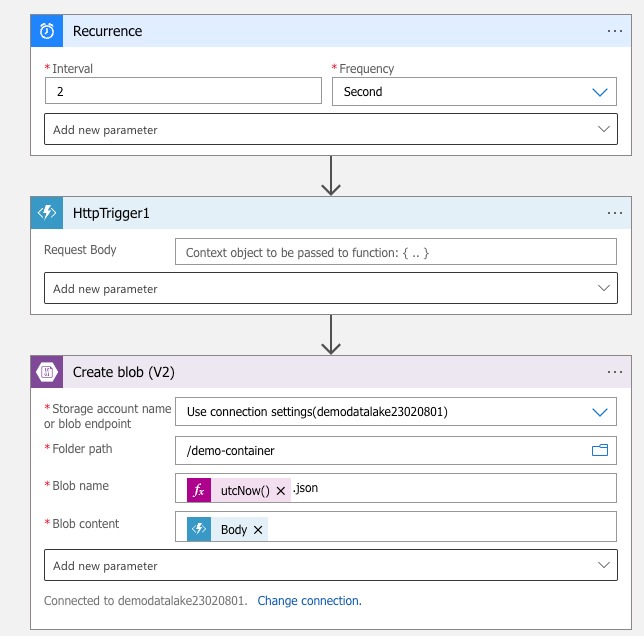 Recurrence
* Interval
* Frequency
2
Second
Add new parameter
HttpTrigger1
Request Body
Context object to be passed to function: { .. }
Add new parameter
Create blob (V2)
* Storage account name
or blob endpoint
Use connection settings(demodatalake23020801)
* Folder path
/demo-container
* Blob name
fx utcNow() × .json
* Blob content
Body ×
Add new parameter
Connected to demodatalake23020801. Change connection.